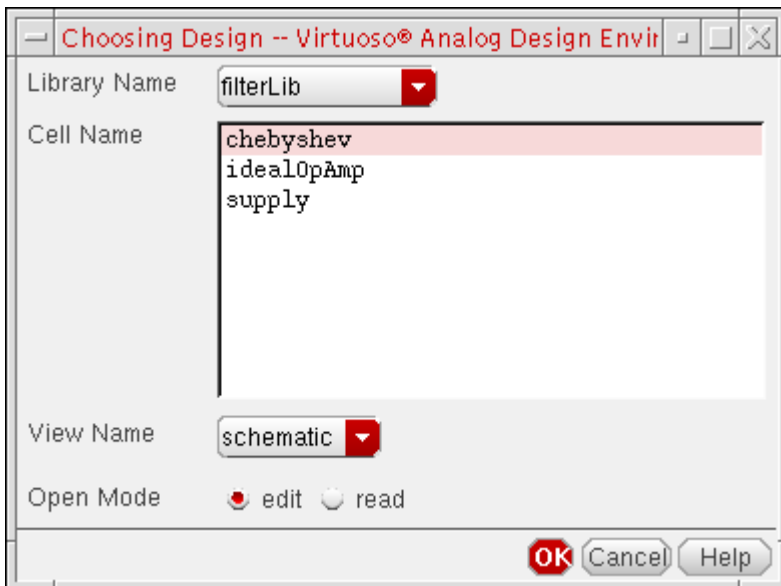 Choosing Design -- Virtuoso® Analog Design Envir
Library Name filterLib
Cell Name chebyshev
idealOpAmp
supply
View Name schematic
Open Mode edit read
OK Cancel Help